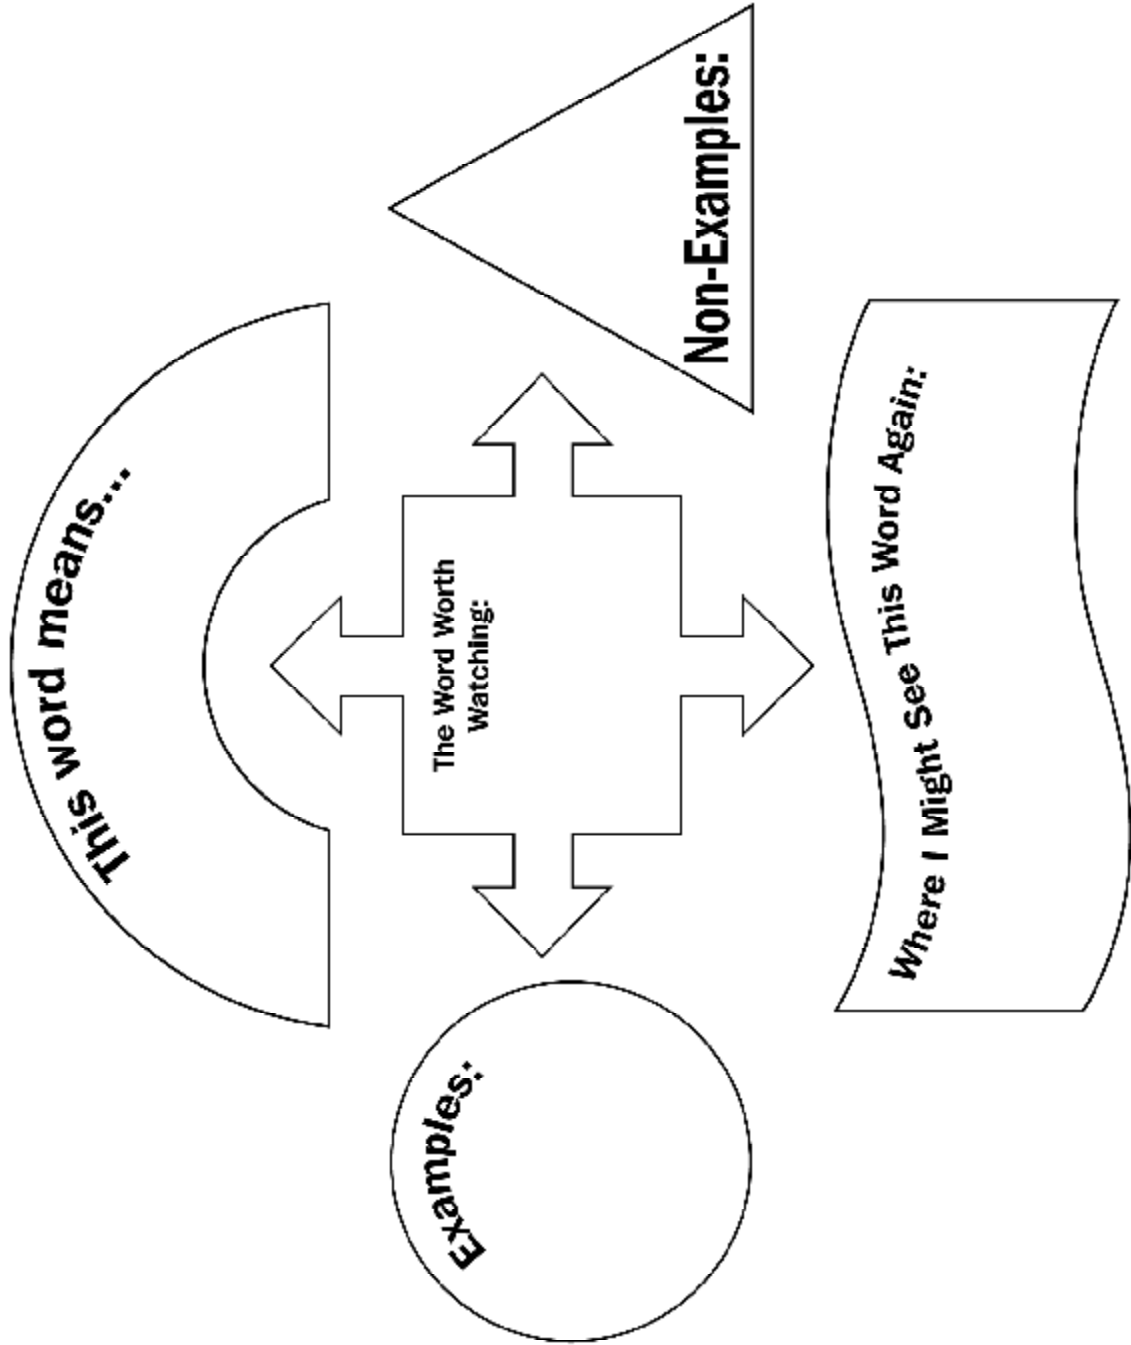 This word means...
Examples:
The Word Worth
Watching:
Non-Examples:
Where I Might See This Word Again: